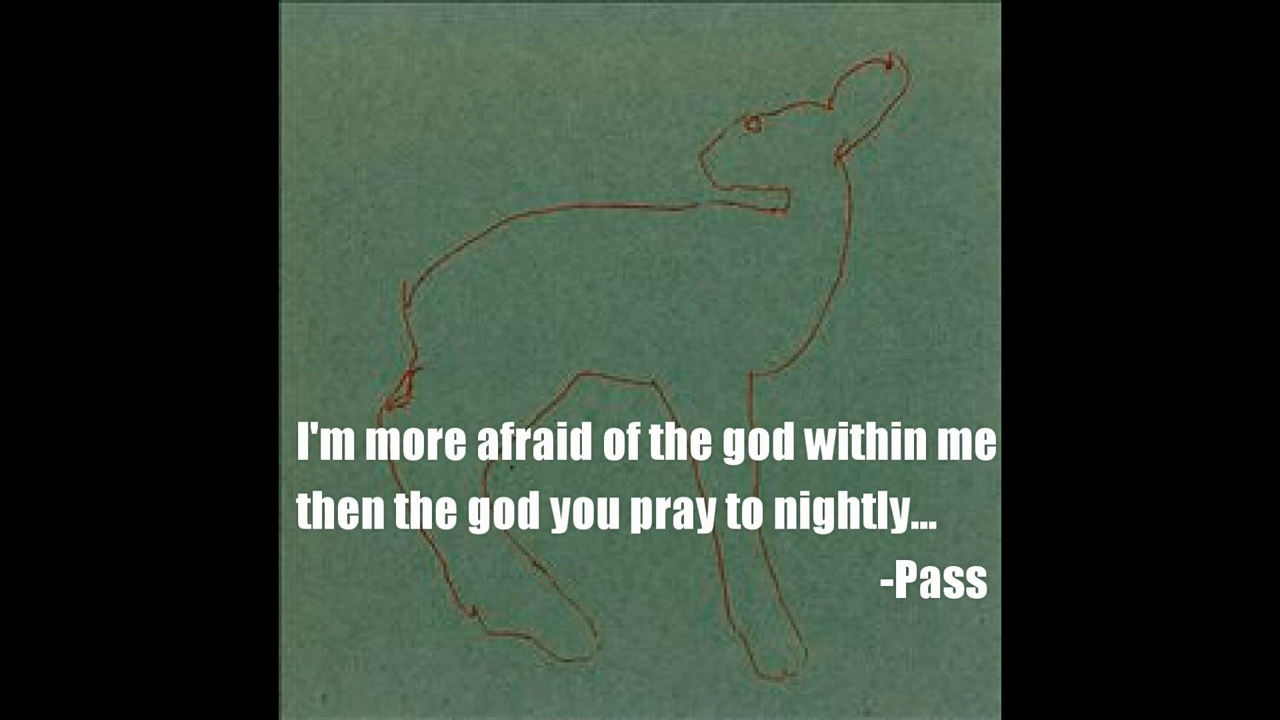 I'm more afraid of the god within me
then the god you pray to nightly...
-Pass